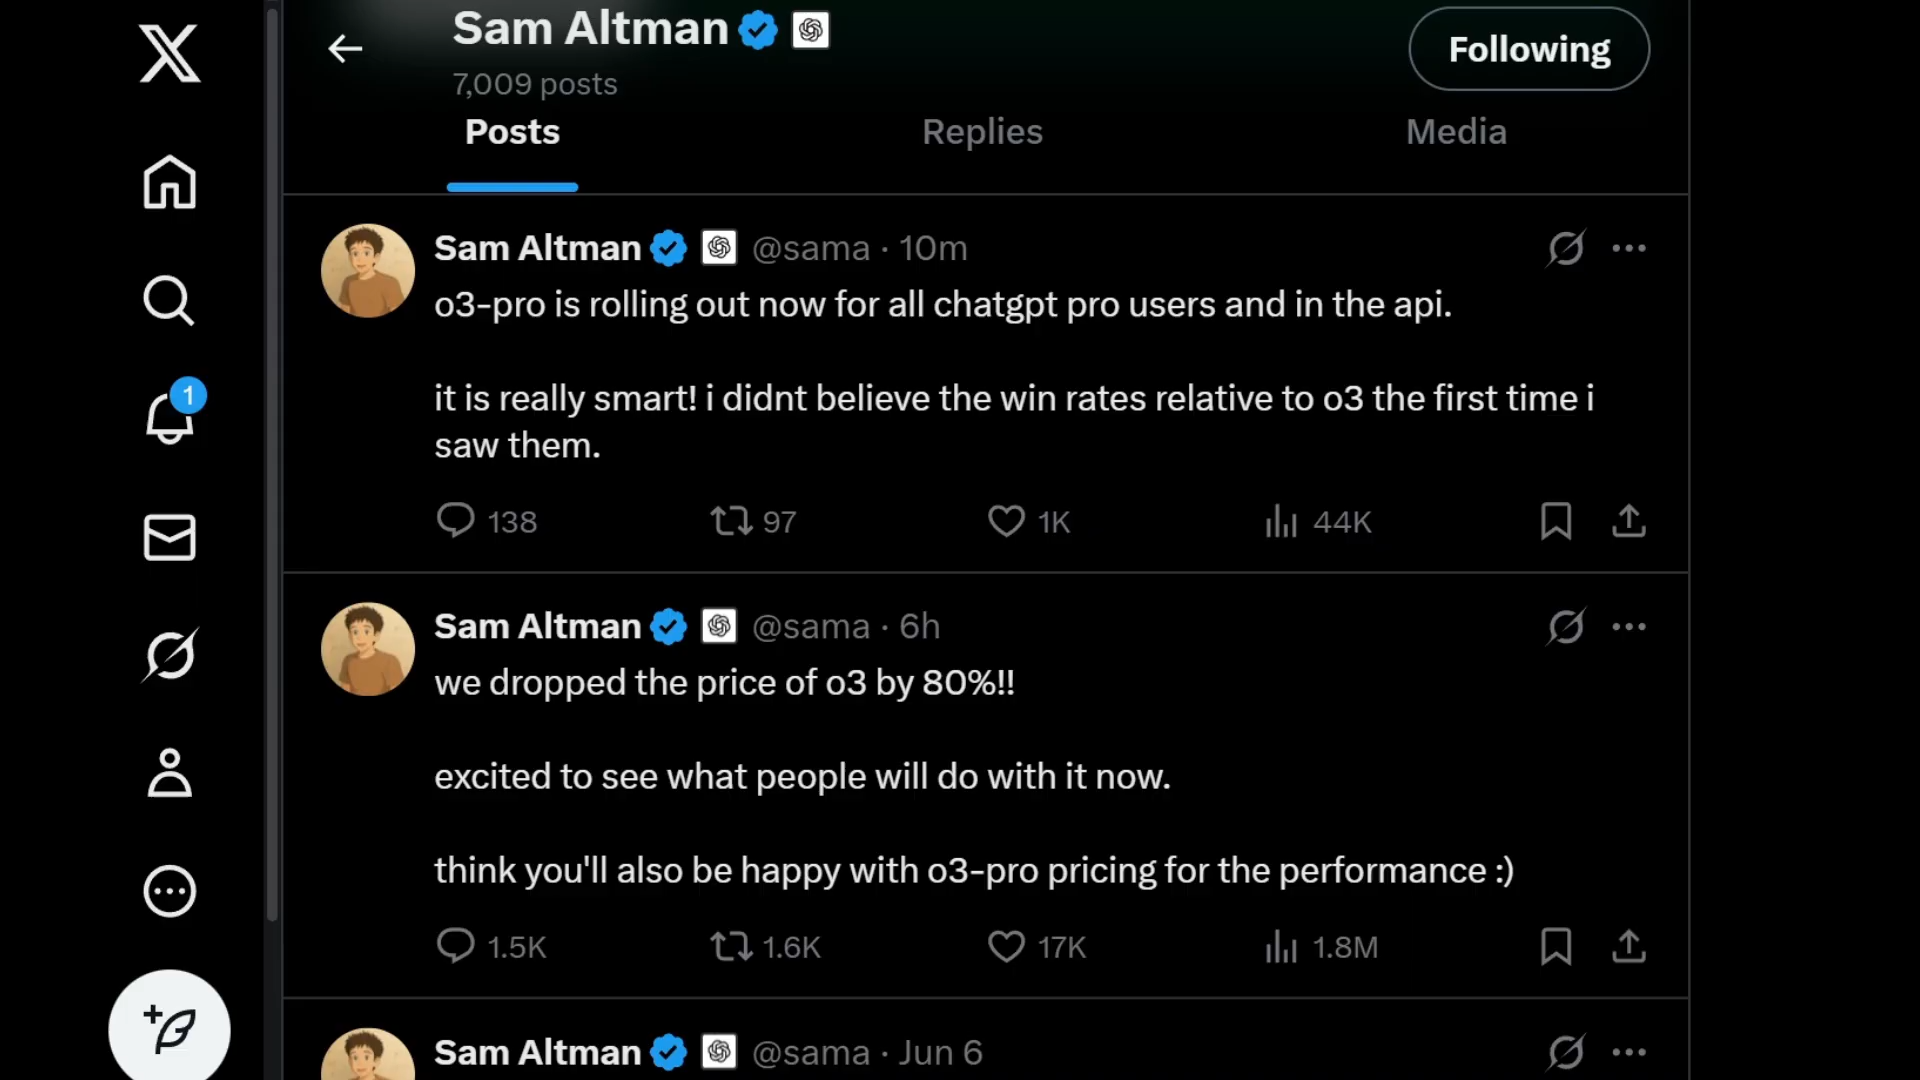 Sam Altman
7,009 posts
Following
Posts
Replies
Media
Sam Altman @sama · 10m
o3-pro is rolling out now for all chatgpt pro users and in the api.
it is really smart! i didnt believe the win rates relative to o3 the first time i
saw them.
138 97 1K 44K
1
Sam Altman @sama · 6h
we dropped the price of o3 by 80%!!
excited to see what people will do with it now.
think you'll also be happy with o3-pro pricing for the performance :)
1.5K 1.6K 17K 1.8M
Sam Altman @sama · Jun 6